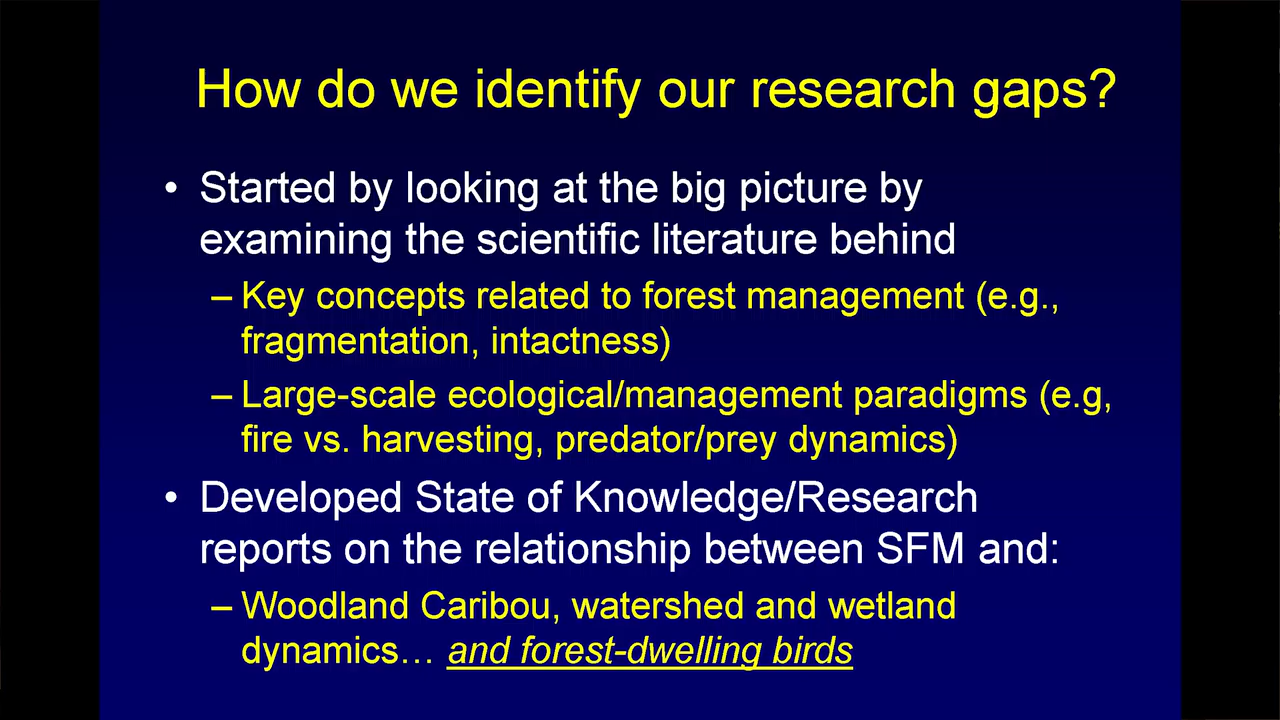 How do we identify our research gaps?
• Started by looking at the big picture by
examining the scientific literature behind
– Key concepts related to forest management (e.g.,
fragmentation, intactness)
– Large-scale ecological/management paradigms (e.g,
fire vs. harvesting, predator/prey dynamics)
• Developed State of Knowledge/Research
reports on the relationship between SFM and:
– Woodland Caribou, watershed and wetland
dynamics… and forest-dwelling birds